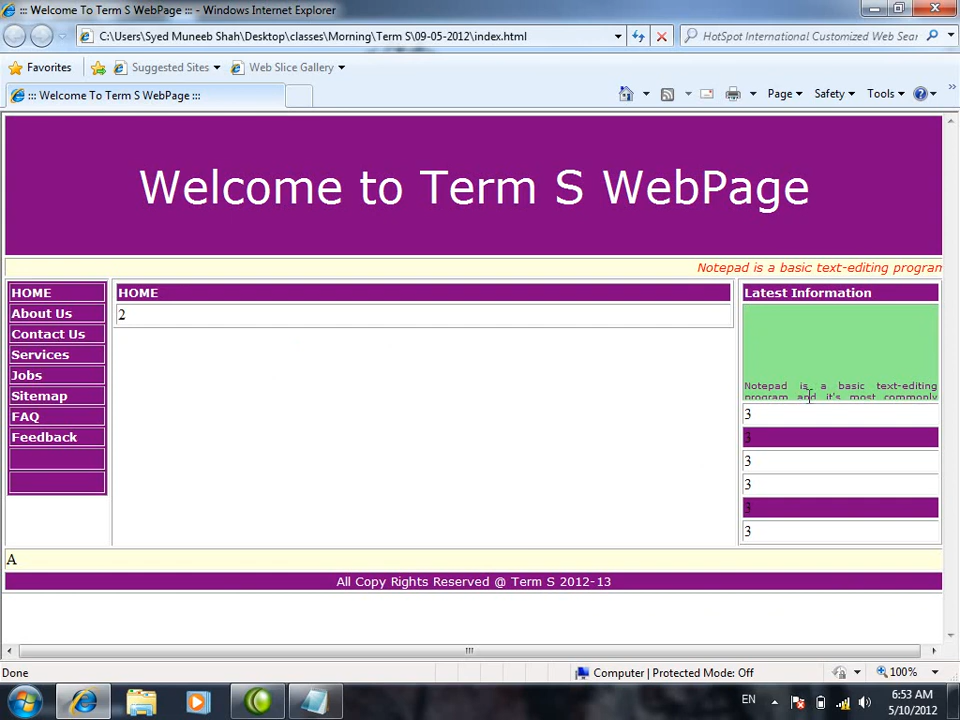 ::: Welcome To Term S WebPage ::: - Windows Internet Explorer
C:\Users\Syed Muneeb Shah\Desktop\classes\Morning\Term S\09-05-2012\index.html
HotSpot International Customized Web Sear
Favorites
Suggested Sites
Web Slice Gallery
::: Welcome To Term S WebPage :::
Page
Safety
Tools
Welcome to Term S WebPage
Notepad is a basic text-editing program
HOME
About Us
Contact Us
Services
Jobs
Sitemap
FAQ
Feedback
HOME
2
Latest Information
Notepad is a basic text-editing
program and it's most commonly
3
3
3
3
3
3
A
All Copy Rights Reserved @ Term S 2012-13
Done
Computer | Protected Mode: Off
100%
EN
6:53 AM
5/10/2012